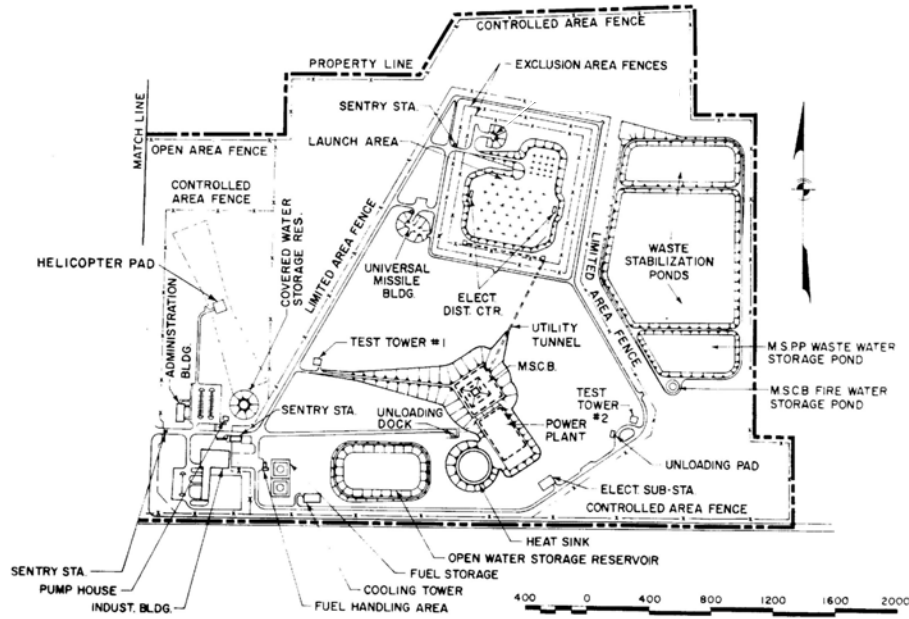 CONTROLLED AREA FENCE
PROPERTY LINE
EXCLUSION AREA FENCES
MATCH LINE
SENTRY STA.
LAUNCH AREA
OPEN AREA FENCE
CONTROLLED
AREA FENCE
COVERED WATER
STORAGE RES.
LIMITED AREA FENCE
HELICOPTER PAD
UNIVERSAL
MISSILE
BLDG.
ELECT.
DIST. CTR.
LIMITED AREA FENCE
WASTE
STABILIZATION
PONDS
UTILITY
TUNNEL
M.S.P.P. WASTE WATER
STORAGE POND
ADMINISTRATION
BLDG.
TEST TOWER #1
M.S.C.B.
M.S.C.B FIRE WATER
STORAGE POND
SENTRY STA.
UNLOADING
DOCK
POWER
PLANT
TEST
TOWER
#2
UNLOADING PAD
ELECT. SUB-STA.
CONTROLLED
AREA FENCE
HEAT SINK
OPEN WATER STORAGE RESERVOIR
SENTRY STA.
PUMP HOUSE
INDUST. BLDG.
FUEL STORAGE
COOLING TOWER
FUEL HANDLING AREA
400 0 400 800 1200 1600 2000